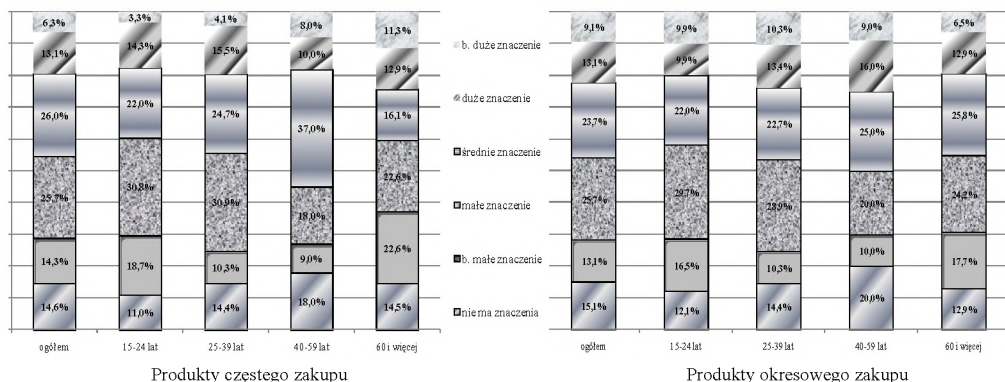 6,3% 3,3% 4,1% 8,0% 11,3%
13,1% 14,3% 15,5% 10,0% 12,9%
26,0% 22,0% 24,7% 37,0% 16,1%
25,7% 30,8% 30,9% 18,0% 22,6%
14,3% 18,7% 10,3% 9,0% 22,6%
14,6% 11,0% 14,4% 18,0% 14,5%
ogółem 15-24 lat 25-39 lat 40-59 lat 60 i więcej
Produkty częstego zakupu
b. duże znaczenie
duże znaczenie
średnie znaczenie
małe znaczenie
b. małe znaczenie
nie ma znaczenia
9,1% 9,9% 10,3% 9,0% 6,5%
13,1% 9,9% 13,4% 16,0% 12,9%
23,7% 22,0% 22,7% 25,0% 25,8%
25,7% 29,7% 28,9% 20,0% 24,2%
13,1% 16,5% 10,3% 10,0% 17,7%
15,1% 12,1% 14,4% 20,0% 12,9%
ogółem 15-24 lat 25-39 lat 40-59 lat 60 i więcej
Produkty okresowego zakupu